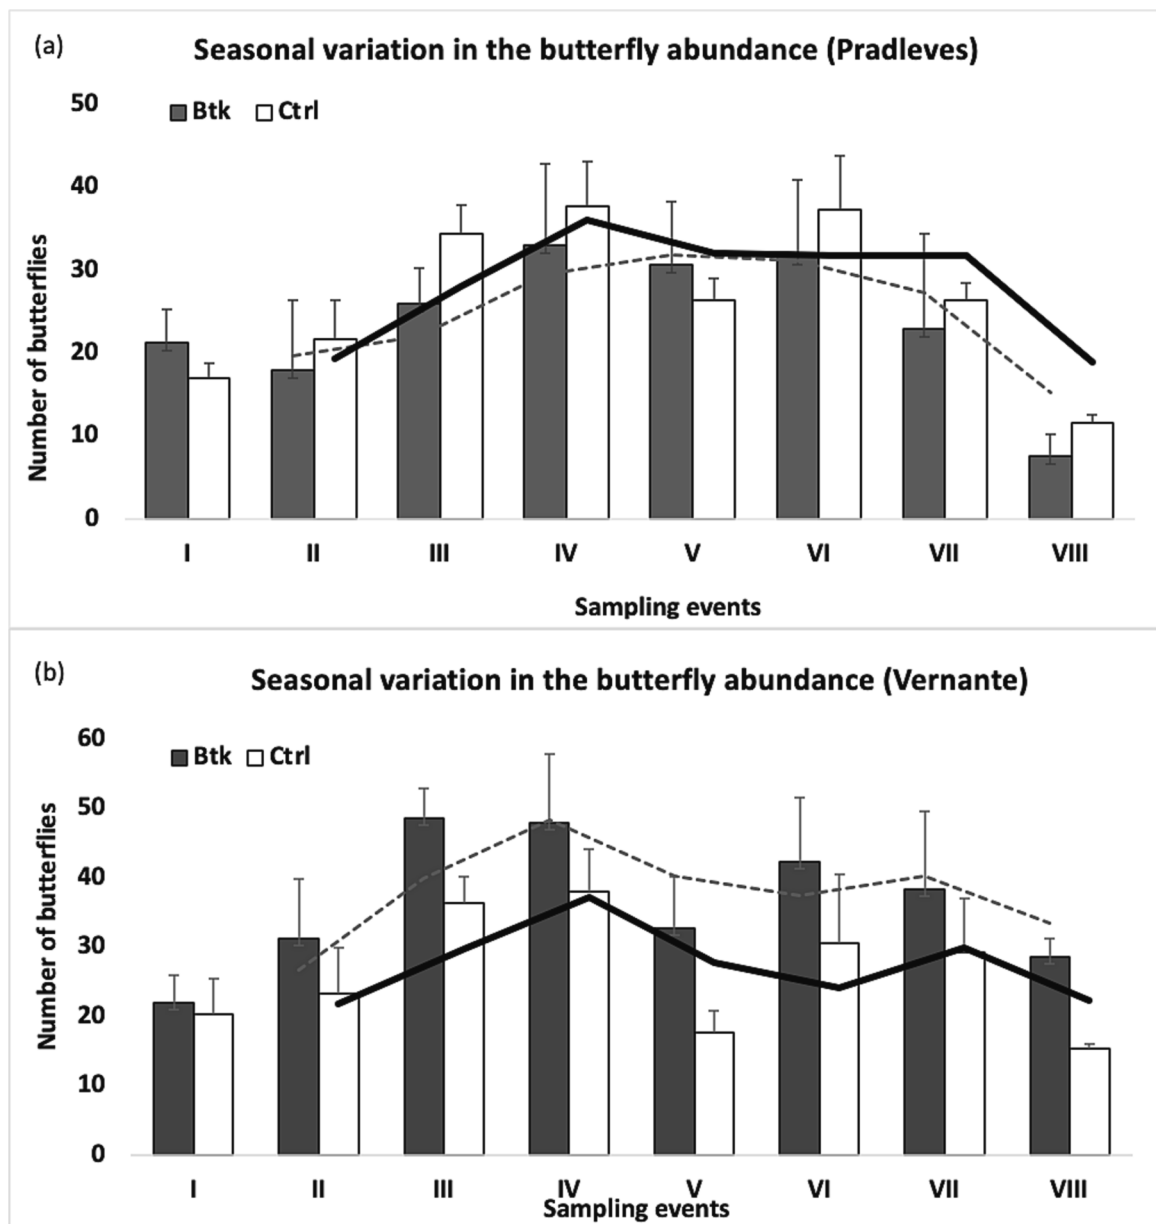 (a)
Seasonal variation in the butterfly abundance (Pradleves)
Btk Ctrl
Number of butterflies
50
40
30
20
10
0
I II III IV V VI VII VIII
Sampling events
(b)
Seasonal variation in the butterfly abundance (Vernante)
Btk Ctrl
Number of butterflies
60
50
40
30
20
10
0
I II III IV V VI VII VIII
Sampling events